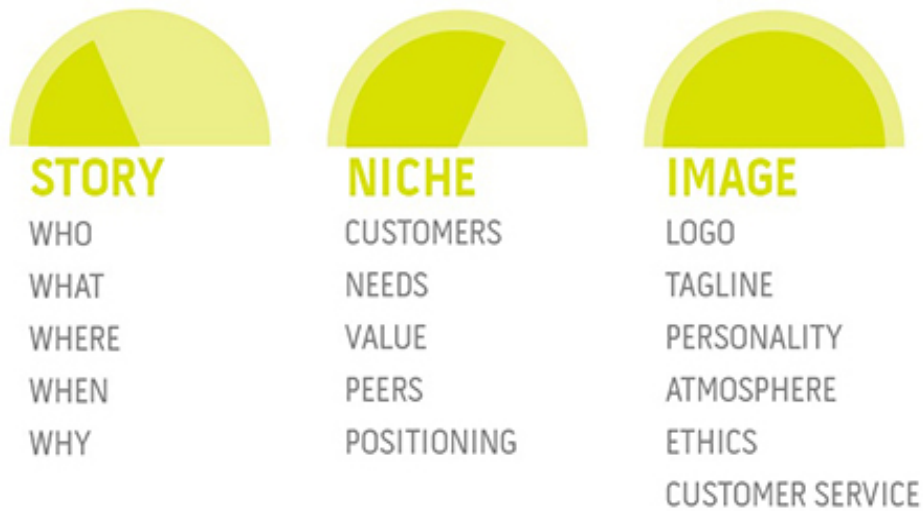 STORY
WHO
WHAT
WHERE
WHEN
WHY
NICHE
CUSTOMERS
NEEDS
VALUE
PEERS
POSITIONING
IMAGE
LOGO
TAGLINE
PERSONALITY
ATMOSPHERE
ETHICS
CUSTOMER SERVICE